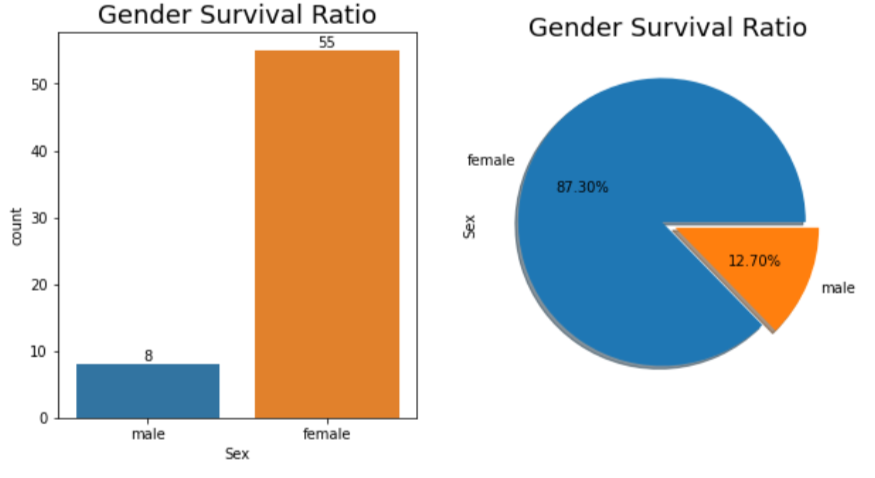 Gender Survival Ratio
55
50
40
30
20
10
0
count
8
male
female
Sex
Gender Survival Ratio
female
87.30%
Sex
12.70%
male